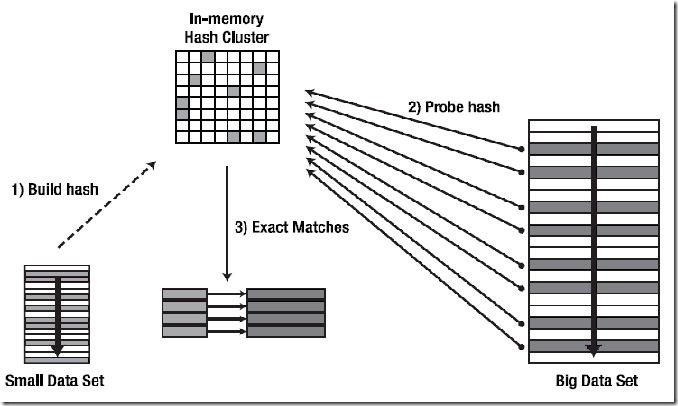 In-memory
Hash Cluster
2) Probe hash
1) Build hash
3) Exact Matches
Small Data Set
Big Data Set